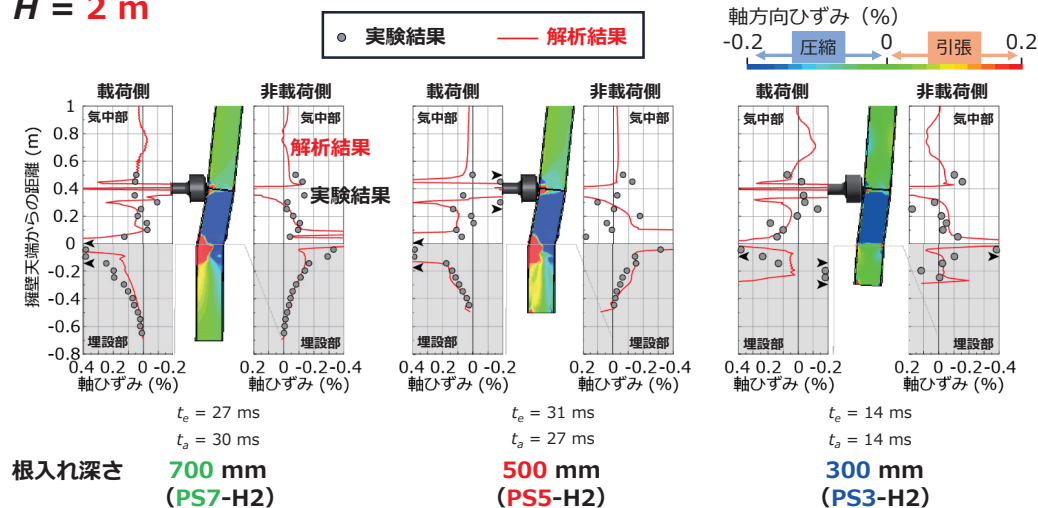 H = 2 m
実験結果 解析結果
軸方向ひずみ (%)
-0.2 0 0.2
圧縮 引張
載荷側 非載荷側 載荷側 非載荷側 載荷側 非載荷側
擁壁天端からの距離 (m)
1
0.8
0.6
0.4
0.2
0
-0.2
-0.4
-0.6
-0.8
気中部 気中部 気中部 気中部 気中部 気中部
解析結果
実験結果
埋設部 埋設部 埋設部 埋設部 埋設部 埋設部
0.4 0.2 0 -0.2 0.2 0 -0.2 -0.4
0.4 0.2 0 -0.2 0.2 0 -0.2 -0.4
0.4 0.2 0 -0.2 0.2 0 -0.2 -0.4
軸ひずみ (%) 軸ひずみ (%) 軸ひずみ (%) 軸ひずみ (%) 軸ひずみ (%) 軸ひずみ (%)
te = 27 ms te = 31 ms te = 14 ms
ta = 30 ms ta = 27 ms ta = 14 ms
根入れ深さ 700 mm 500 mm 300 mm
(PS7-H2) (PS5-H2) (PS3-H2)